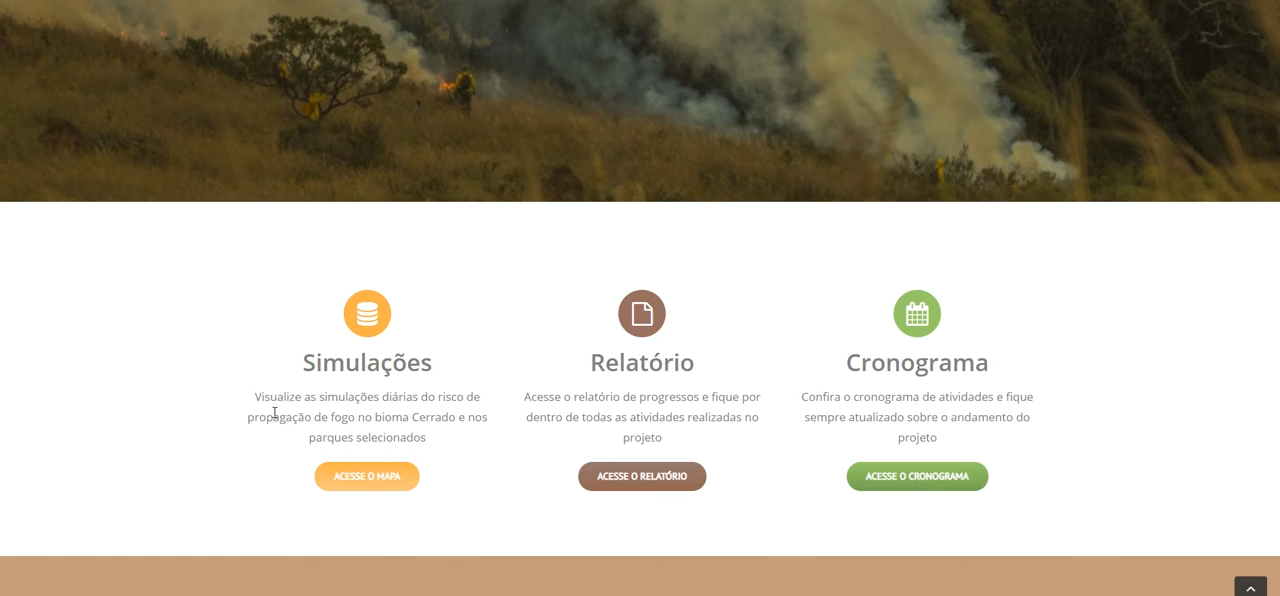 Simulações
Visualize as simulações diárias do risco de
propagação de fogo no bioma Cerrado e nos
parques selecionados
ACESSE O MAPA
Relatório
Acesse o relatório de progressos e fique por
dentro de todas as atividades realizadas no
projeto
ACESSE O RELATÓRIO
Cronograma
Confira o cronograma de atividades e fique
sempre atualizado sobre o andamento do
projeto
ACESSE O CRONOGRAMA